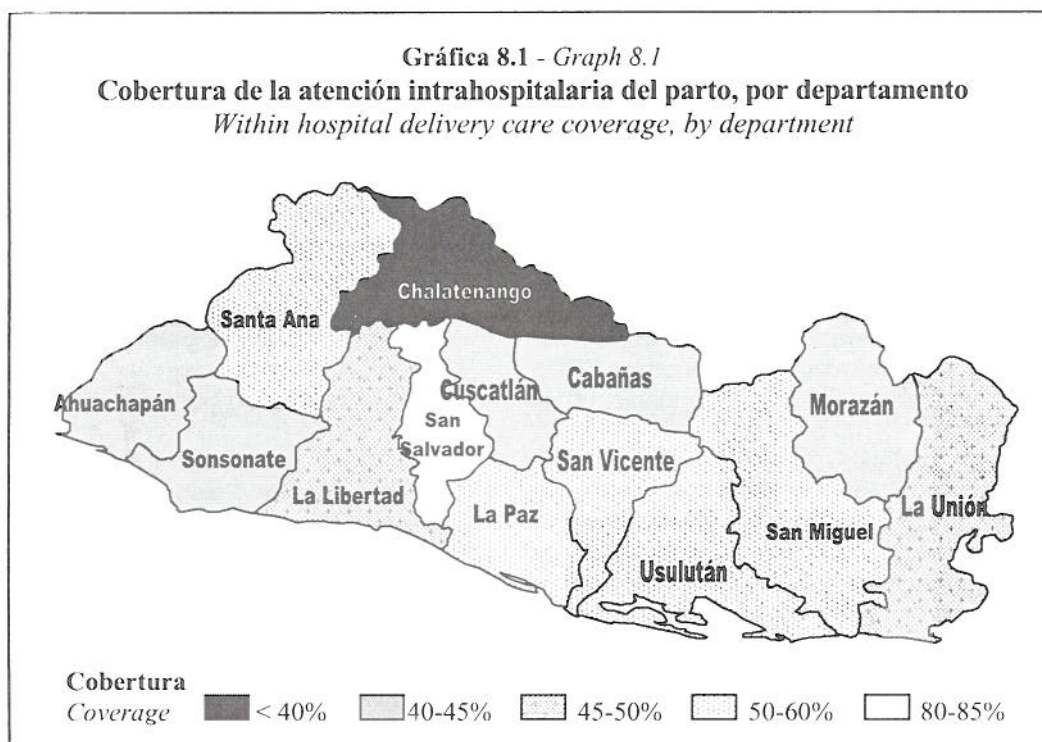 Gráfica 8.1 - Graph 8.1
Cobertura de la atención intrahospitalaria del parto, por departamento
Within hospital delivery care coverage, by department
Chalatenango
Santa Ana
Cabañas
Cuscatlán
Ahuachapán
Morazán
San
Salvador
Sonsonate
San Vicente
La Libertad
La Unión
La Paz
San Miguel
Usulután
Cobertura
Coverage
< 40%
40-45%
45-50%
50-60%
80-85%